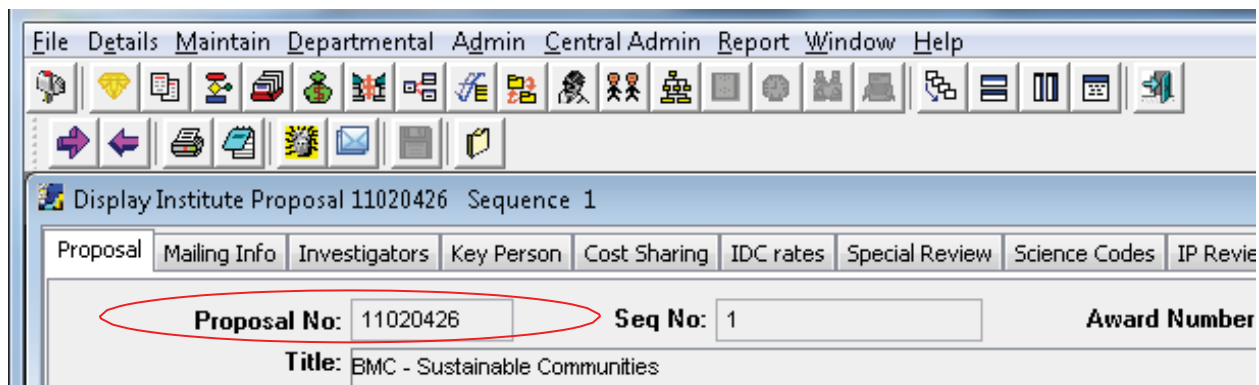 File Details Maintain Departmental Admin Central Admin Report Window Help
Display Institute Proposal 11020426 Sequence 1
Proposal Mailing Info Investigators Key Person Cost Sharing IDC rates Special Review Science Codes IP Revie
Proposal No: 11020426 Seq No: 1 Award Number
Title: BMC - Sustainable Communities